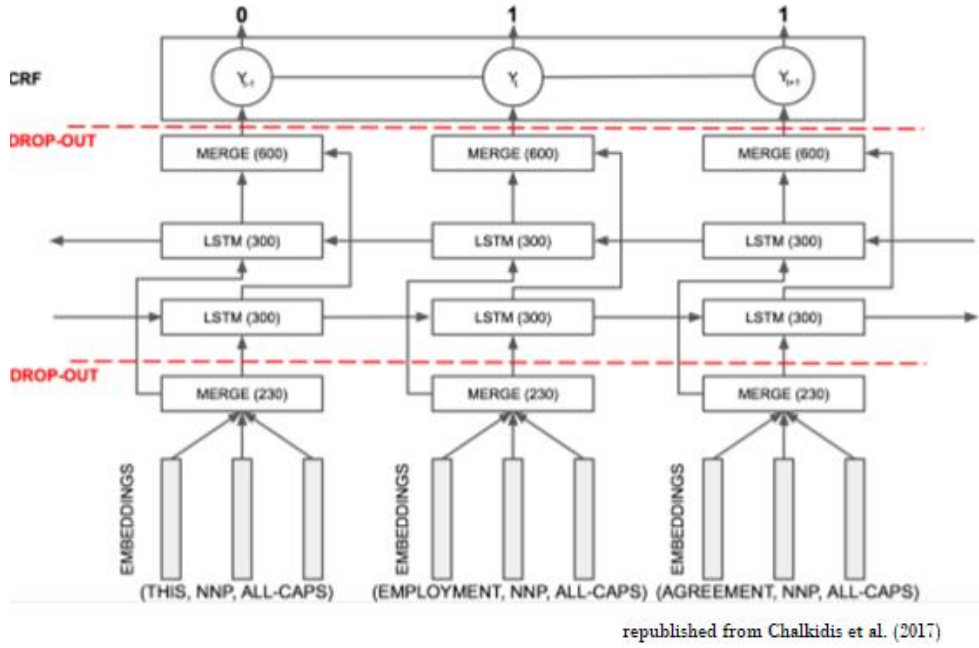 0 1 1
CRF Yt-1 Yt Yt+1
DROP-OUT
MERGE (600) MERGE (600) MERGE (600)
LSTM (300) LSTM (300) LSTM (300)
LSTM (300) LSTM (300) LSTM (300)
DROP-OUT
MERGE (230) MERGE (230) MERGE (230)
EMBEDDINGS EMBEDDINGS EMBEDDINGS
(THIS, NNP, ALL-CAPS) (EMPLOYMENT, NNP, ALL-CAPS) (AGREEMENT, NNP, ALL-CAPS)
republished from Chalkidis et al. (2017)